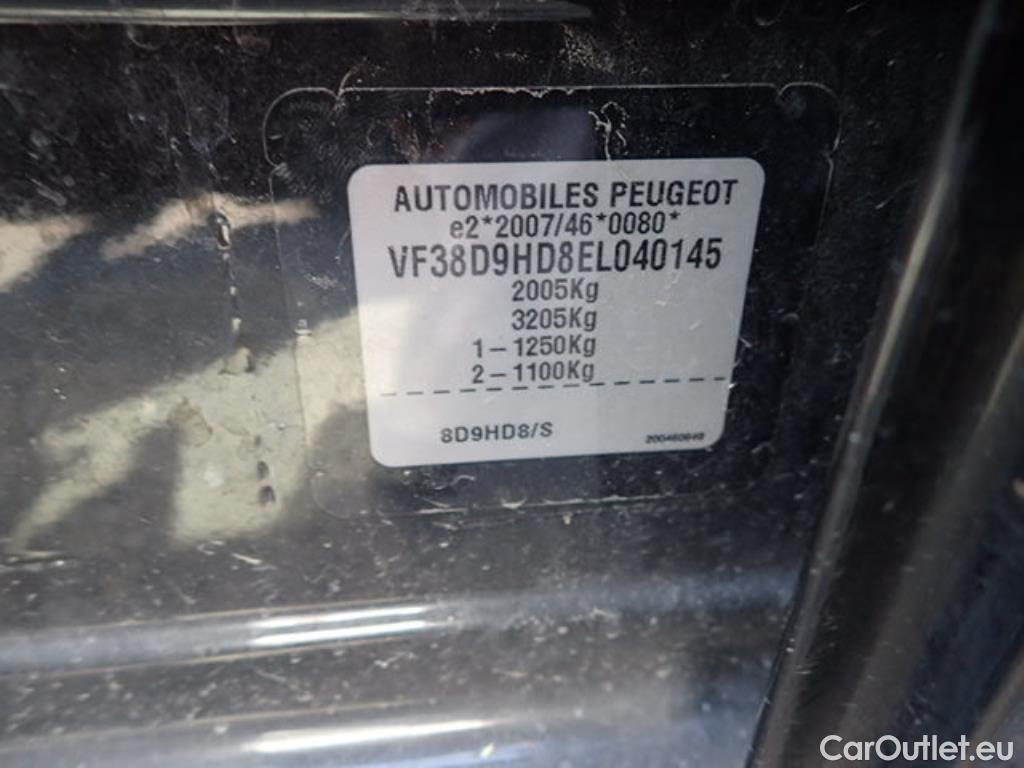 AUTOMOBILES PEUGEOT
e2*2007/46*0080*
VF38D9HD8EL040145
2005Kg
3205Kg
1-1250Kg
2-1100Kg
8D9HD8/S
CarOutlet.eu